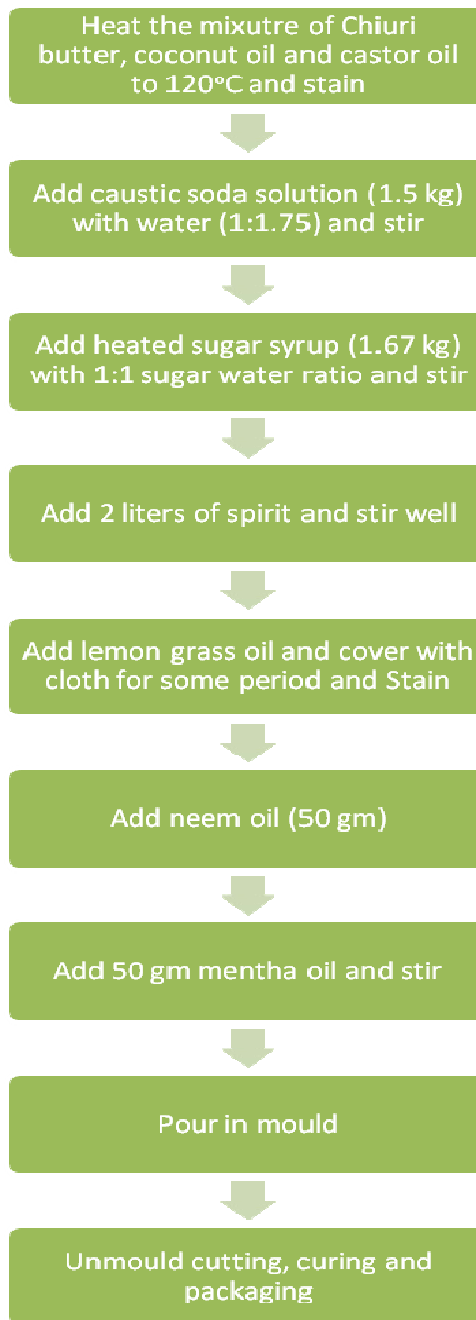 Heat the mixutre of Chiuri
butter, coconut oil and castor oil
to 120°C and stain
Add caustic soda solution (1.5 kg)
with water (1:1.75) and stir
Add heated sugar syrup (1.67 kg)
with 1:1 sugar water ratio and stir
Add 2 liters of spirit and stir well
Add lemon grass oil and cover with
cloth for some period and Stain
Add neem oil (50 gm)
Add 50 gm mentha oil and stir
Pour in mould
Unmould cutting, curing and
packaging